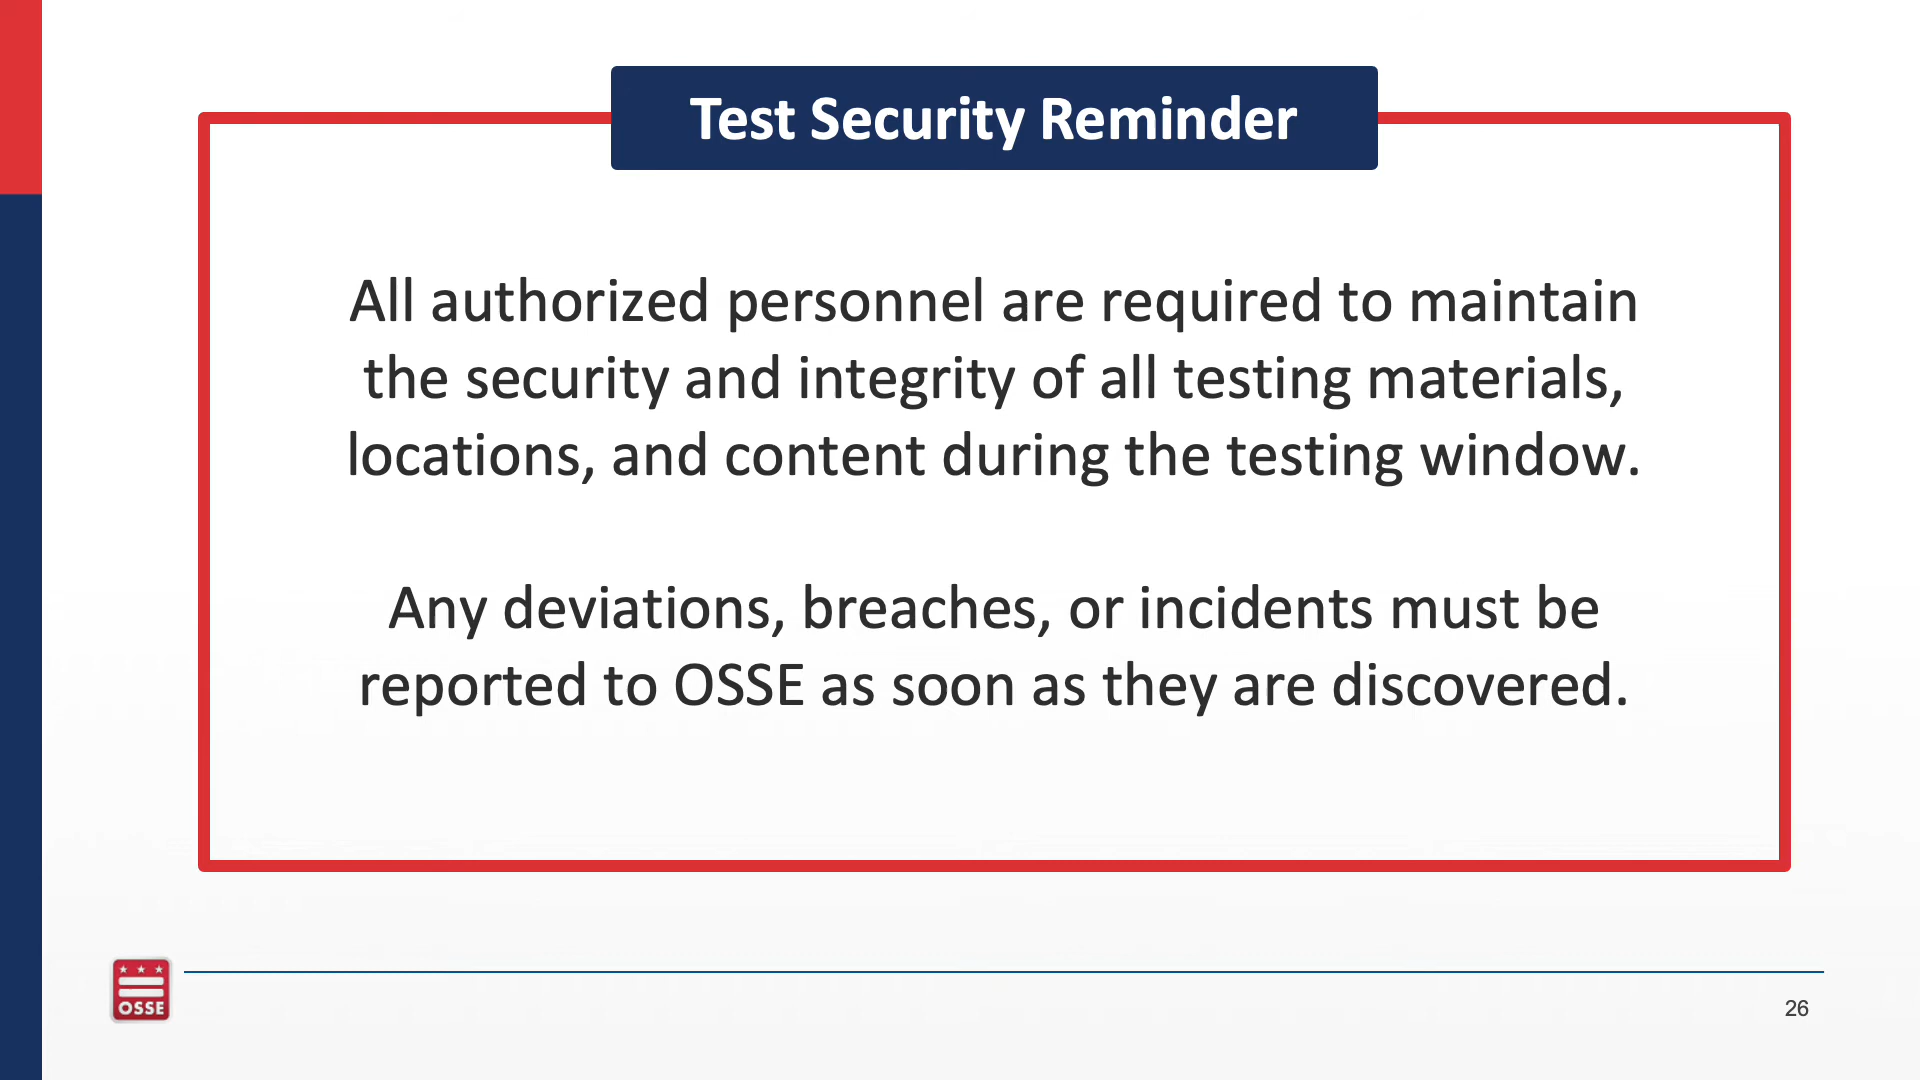 Test Security Reminder
All authorized personnel are required to maintain
the security and integrity of all testing materials,
locations, and content during the testing window.
Any deviations, breaches, or incidents must be
reported to OSSE as soon as they are discovered.
OSSE
26